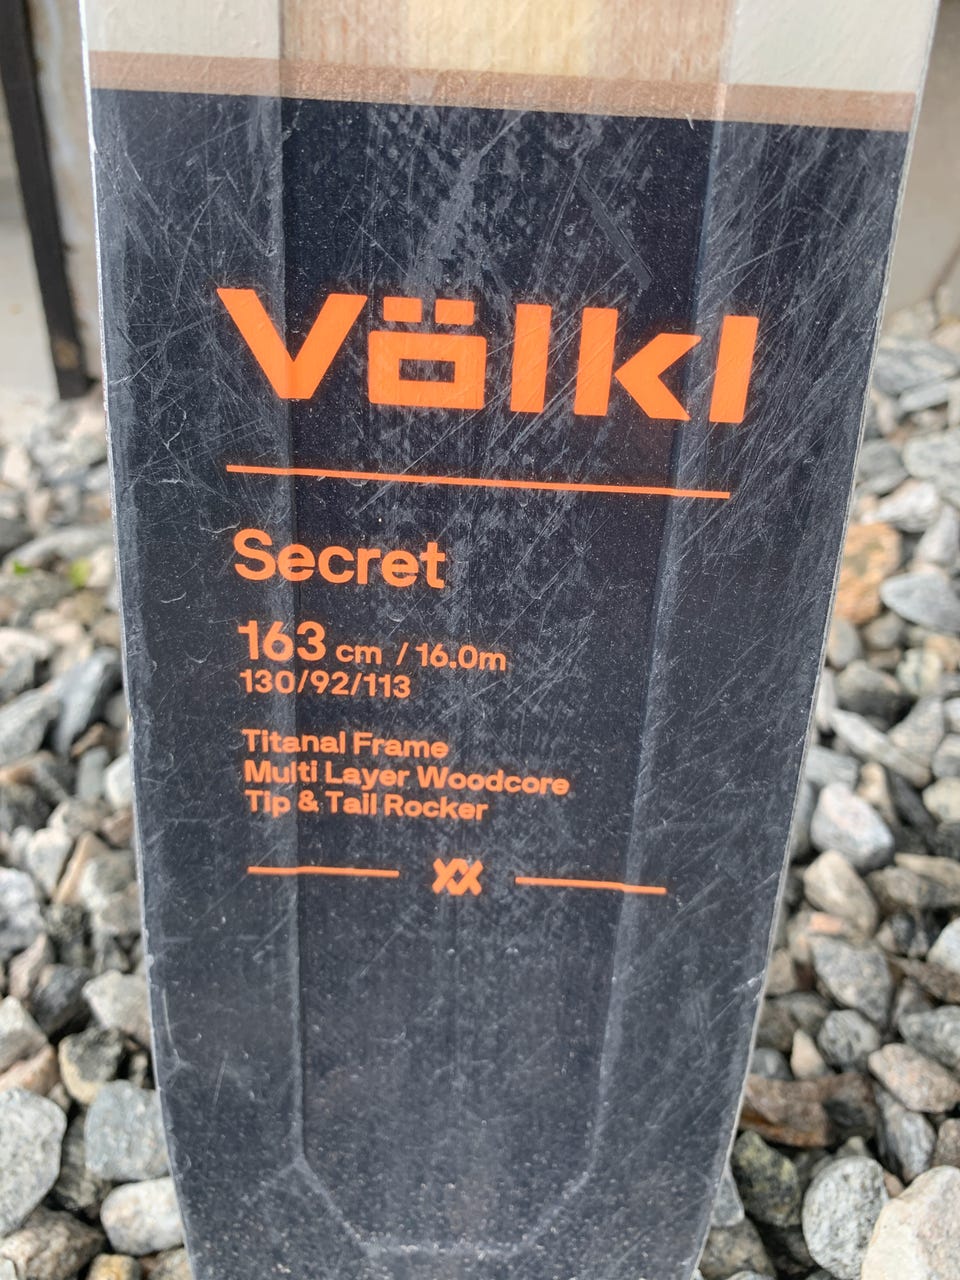 Völkl
Secret
163 cm / 16.0m
130/92/113
Titanal Frame
Multi Layer Woodcore
Tip & Tail Rocker